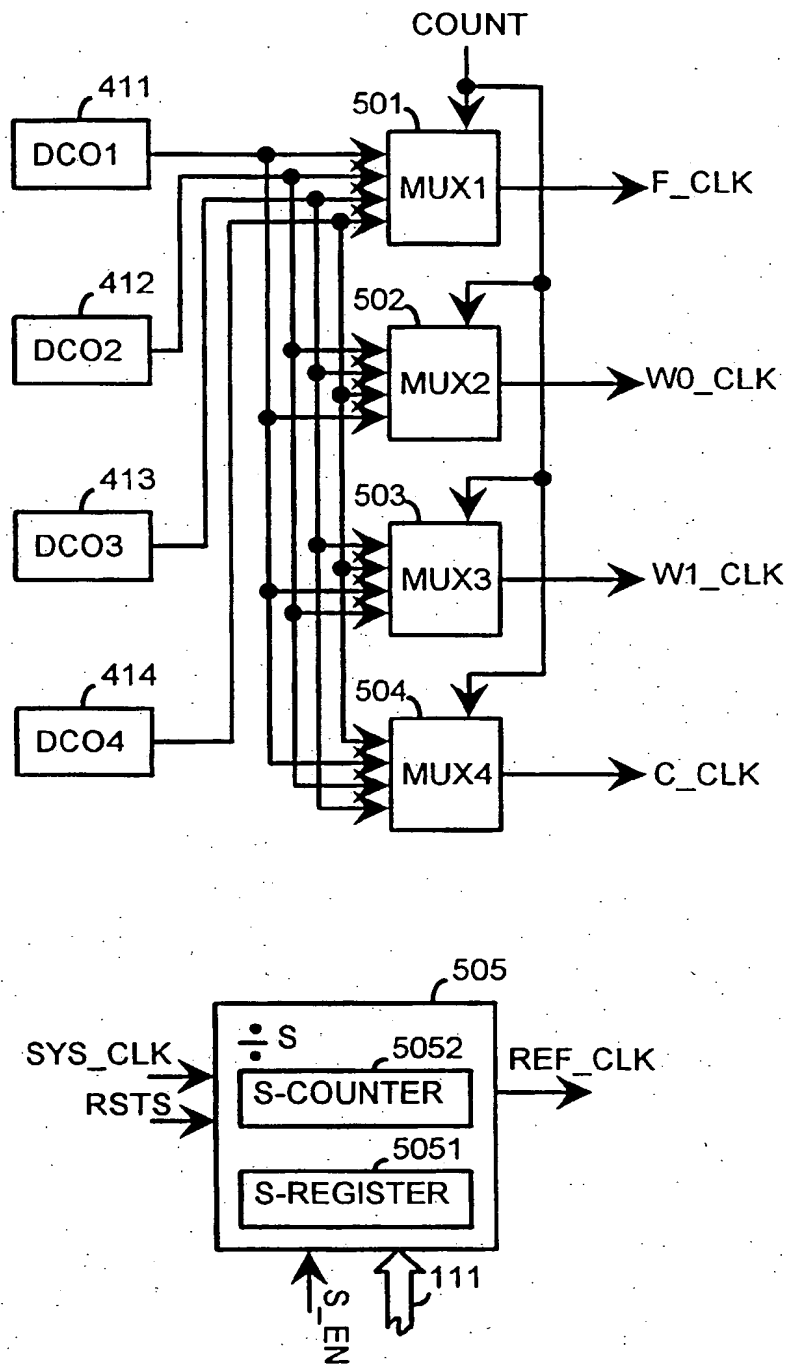 COUNT
411
501
DCO1
MUX1
F_CLK
412
502
DCO2
MUX2
W0_CLK
413
503
DCO3
MUX3
W1_CLK
414
504
DCO4
MUX4
C_CLK
505
÷ S
SYS_CLK
5052
REF_CLK
S-COUNTER
RSTS
5051
S-REGISTER
111
S_EN